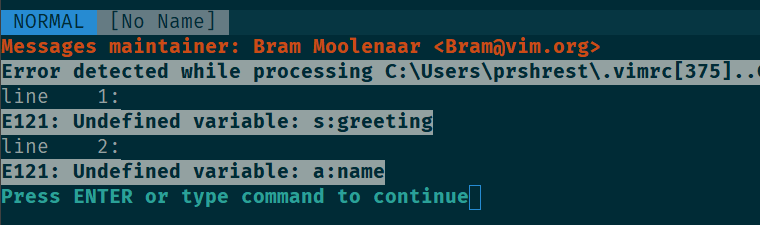 NORMAL [No Name]
Messages maintainer: Bram Moolenaar <Bram@vim.org>
Error detected while processing C:\Users\prshrest\.vimrc[375]..
line    1:
E121: Undefined variable: s:greeting
line    2:
E121: Undefined variable: a:name
Press ENTER or type command to continue